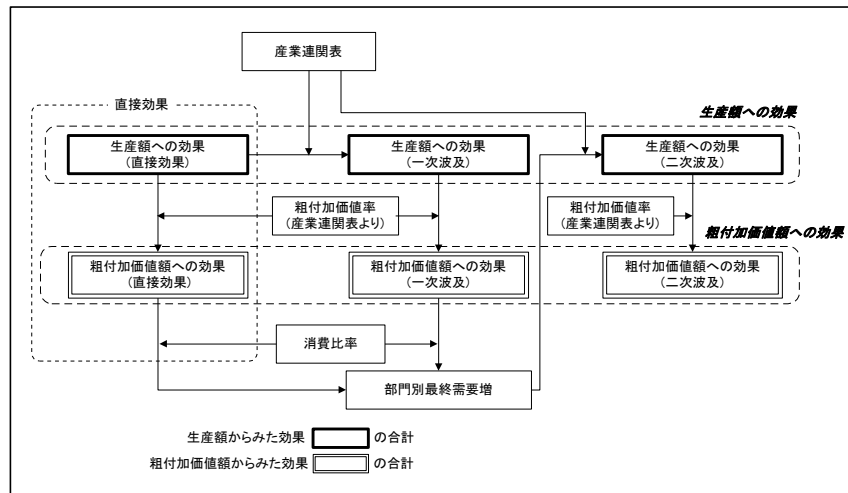 産業連関表
直接効果
生産額への効果
生産額への効果
(直接効果)
生産額への効果
(一次波及)
生産額への効果
(二次波及)
粗付加価値率
(産業連関表より)
粗付加価値率
(産業連関表より)
粗付加価値額への効果
粗付加価値額への効果
(直接効果)
粗付加価値額への効果
(一次波及)
粗付加価値額への効果
(二次波及)
消費比率
部門別最終需要増
生産額からみた効果 の合計
粗付加価値額からみた効果 の合計